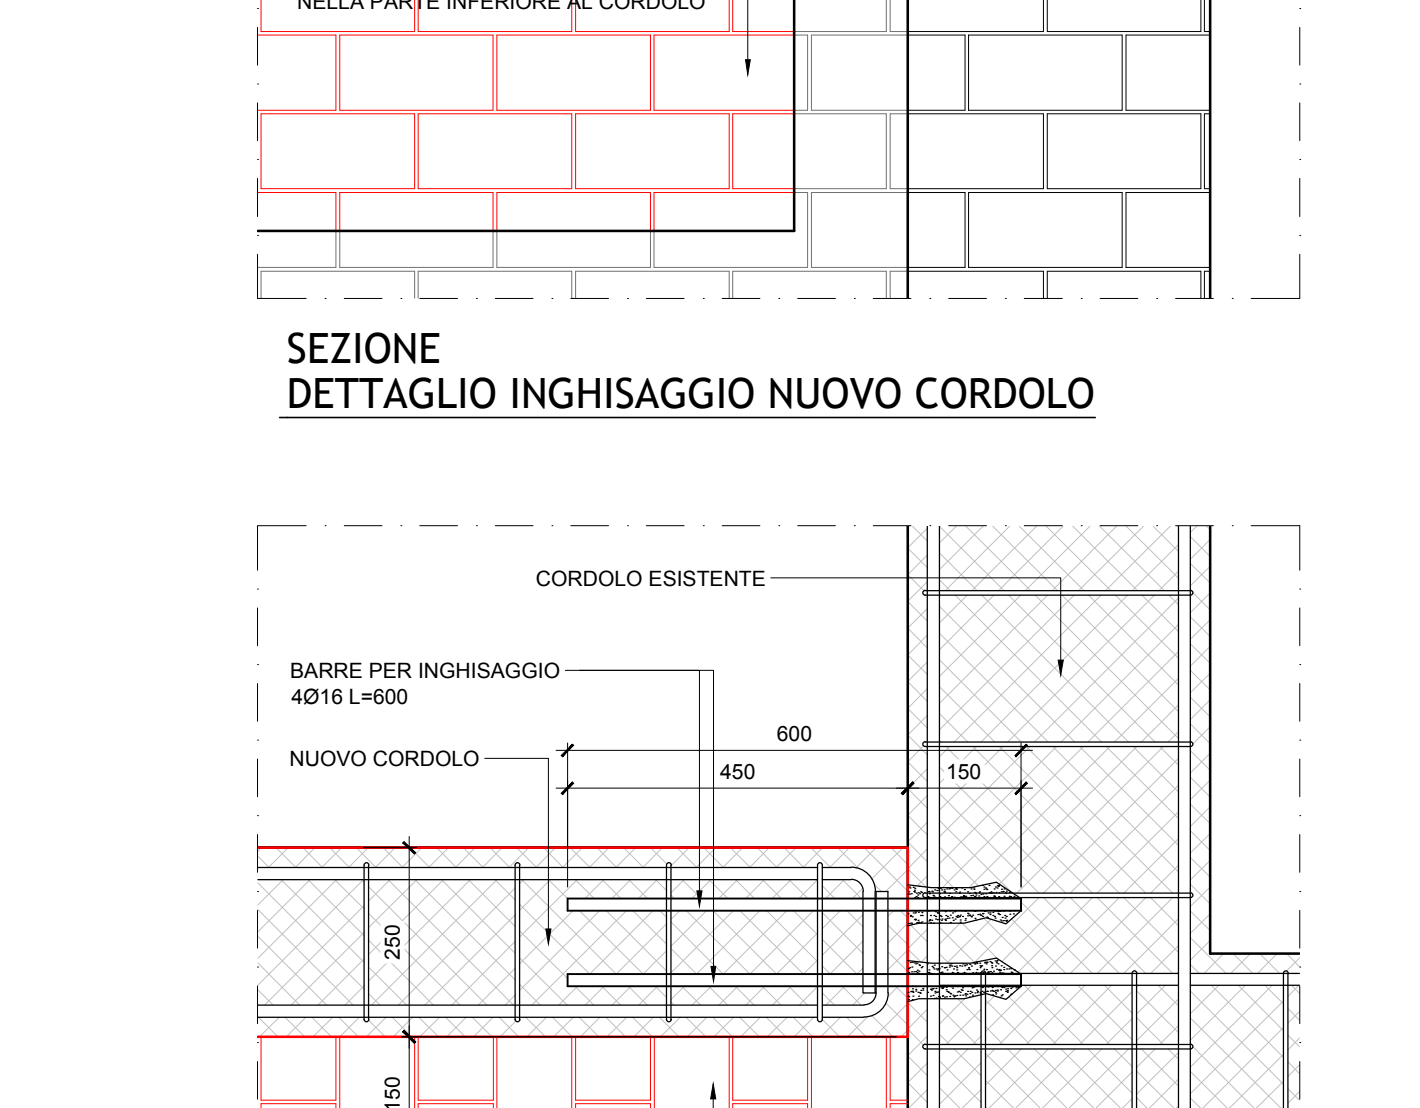 NELLA PARTE INFERIORE AL CORDOLO
SEZIONE
DETTAGLIO INGHISAGGIO NUOVO CORDOLO
CORDOLO ESISTENTE
BARRE PER INGHISAGGIO
4Ø16 L=600
600
NUOVO CORDOLO
450
150
250
150